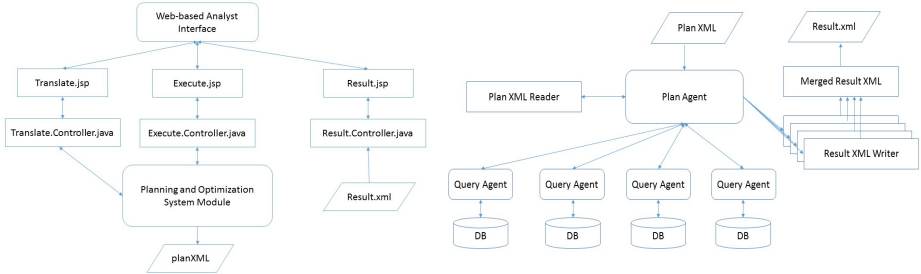 Web-based Analyst
Interface
Translate.jsp
Execute.jsp
Result.jsp
Translate.Controller.java
Execute.Controller.java
Result.Controller.java
Planning and Optimization
System Module
Result.xml
planXML
Plan XML
Result.xml
Plan XML Reader
Plan Agent
Merged Result XML
Result XML Writer
Query Agent
Query Agent
Query Agent
Query Agent
DB
DB
DB
DB